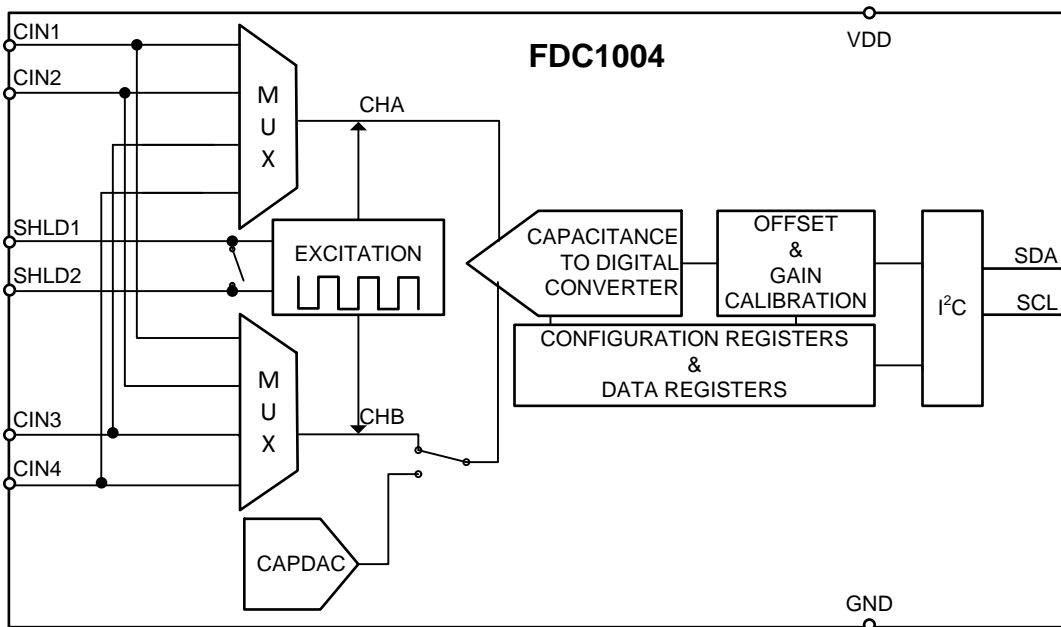 CIN1
FDC1004
VDD
CIN2
M
U
X
CHA
SHLD1
EXCITATION
SHLD2
CAPACITANCE
TO DIGITAL
CONVERTER
OFFSET
&
GAIN
CALIBRATION
I²C
SDA
SCL
CONFIGURATION REGISTERS
&
DATA REGISTERS
M
U
X
CHB
CIN3
CIN4
CAPDAC
GND